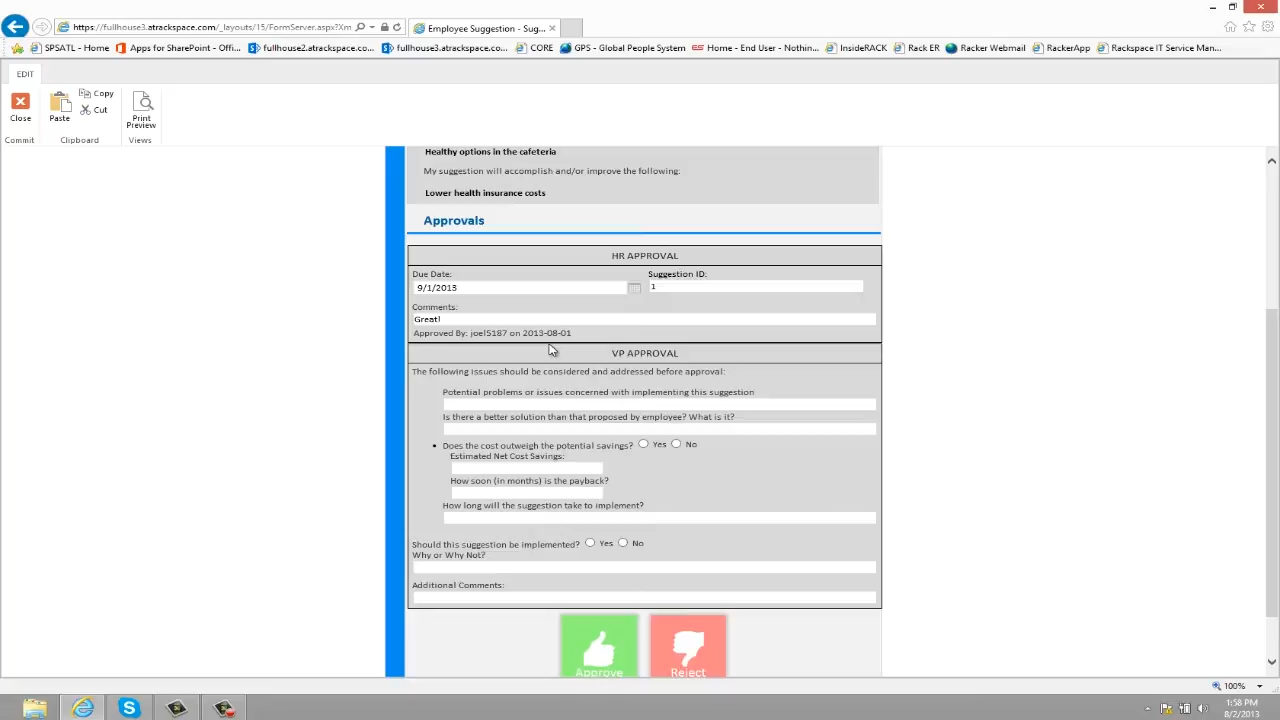 https://fullhouse3.atrackspace.com/_layouts/15/FormServer.aspx?Xm
Employee Suggestion - Sug...
SPSATL - Home
Apps for SharePoint - Offi...
fullhouse2.atrackspace.co...
fullhouse3.atrackspace.co...
CORE
GPS - Global People System
Home - End User - Nothin...
InsideRACK
Rack ER
Racker Webmail
RackerApp
Rackspace IT Service Man...
EDIT
Close
Paste
Copy
Cut
Print
Preview
Commit
Clipboard
Views
Healthy options in the cafeteria
My suggestion will accomplish and/or improve the following:
Lower health insurance costs
Approvals
HR APPROVAL
Due Date: Suggestion ID:
9/1/2013 1
Comments:
Great!
Approved By: joel5187 on 2013-08-01
VP APPROVAL
The following issues should be considered and addressed before approval:
Potential problems or issues concerned with implementing this suggestion
Is there a better solution than that proposed by employee? What is it?
• Does the cost outweigh the potential savings? Yes No
Estimated Net Cost Savings:
How soon (in months) is the payback?
How long will the suggestion take to implement?
Should this suggestion be implemented? Yes No
Why or Why Not?
Additional Comments:
Approve Reject
100%
1:58 PM
8/2/2013